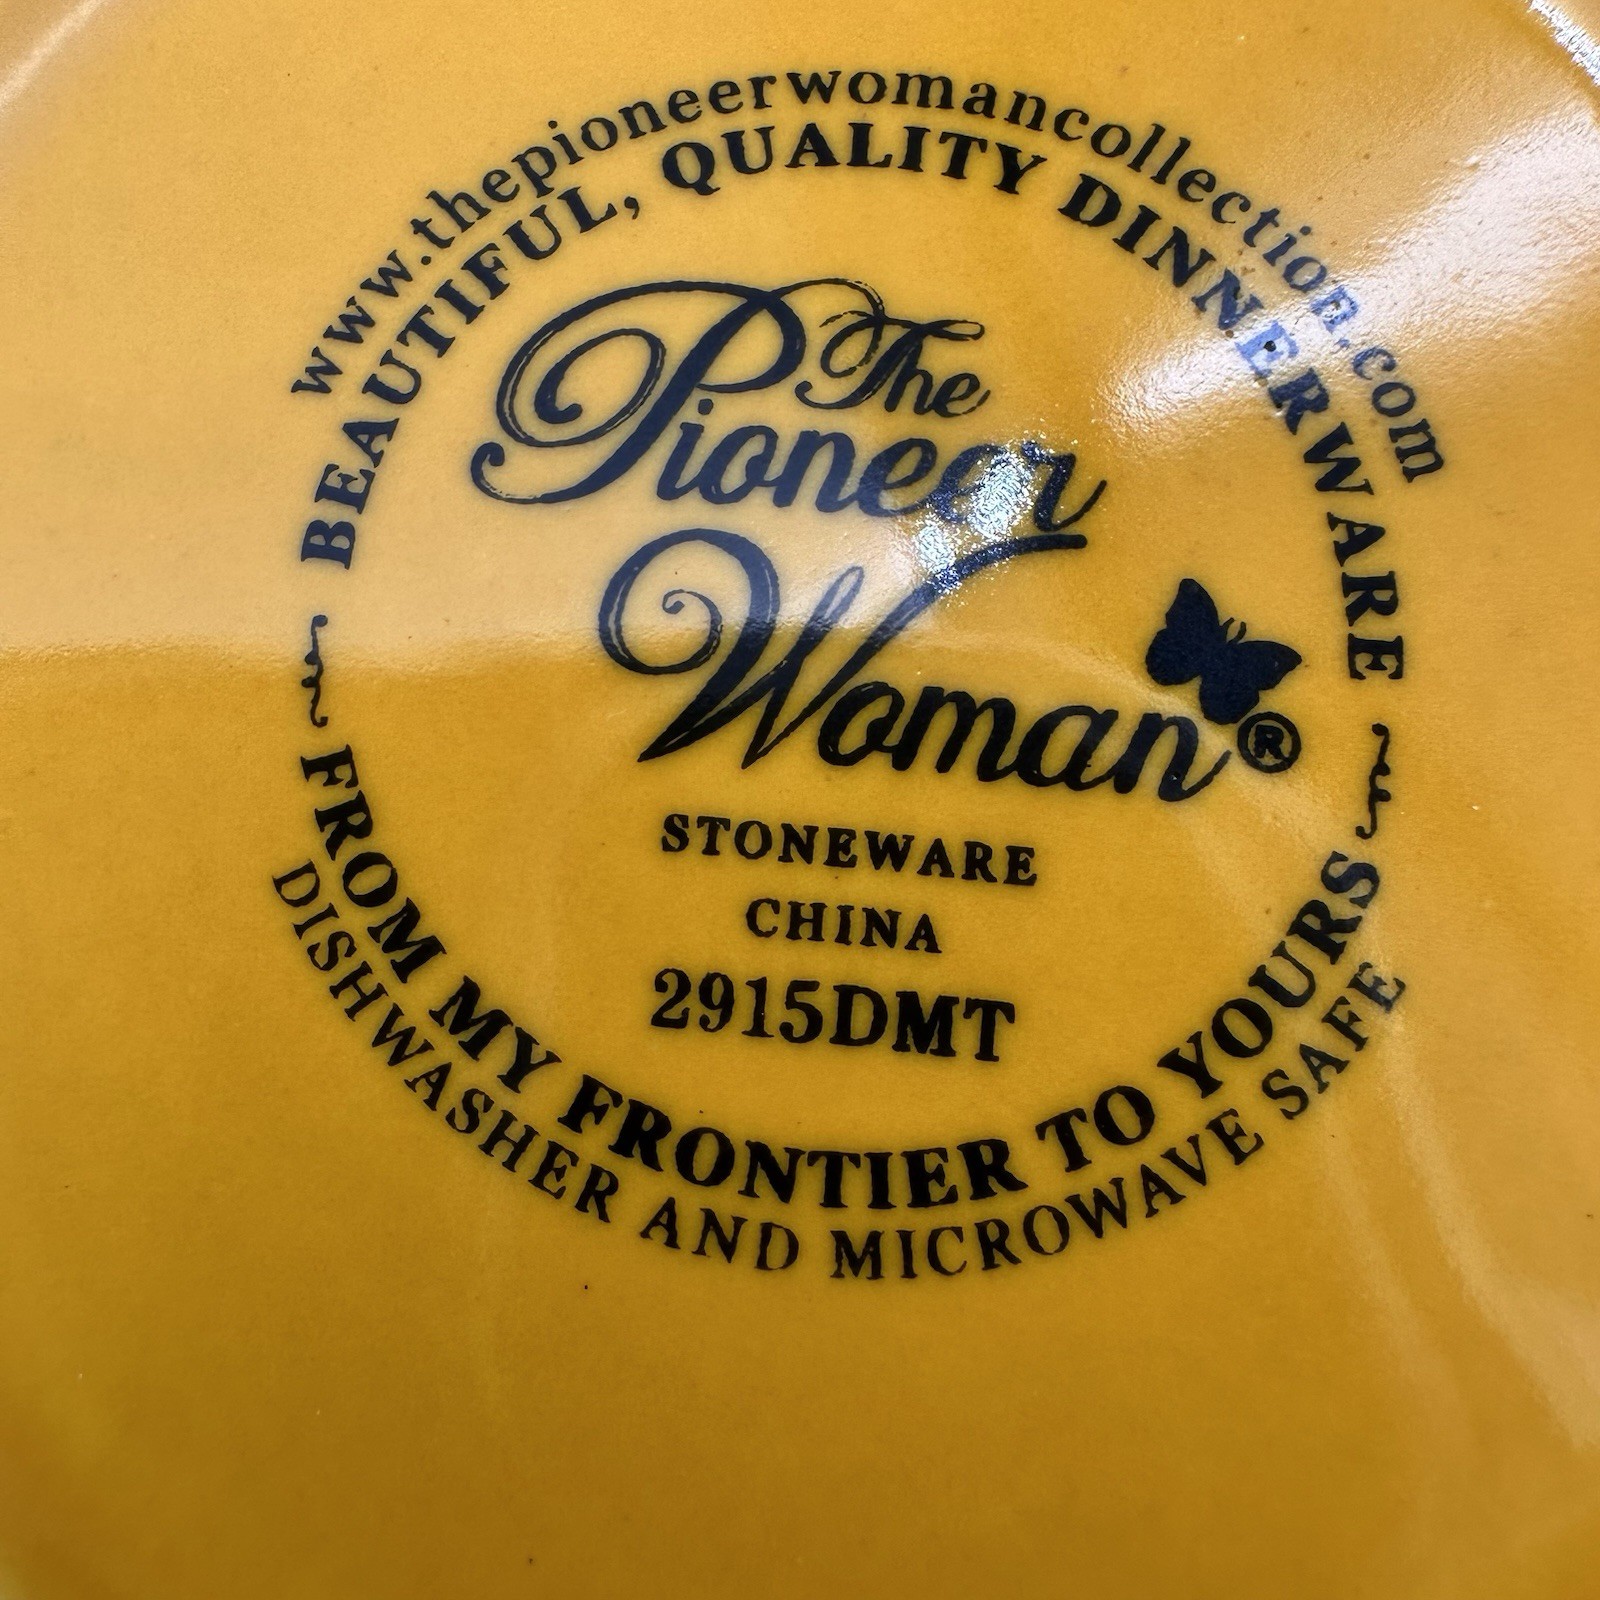 www.thepioneerwomancollection.com
BEAUTIFUL, QUALITY DINNERWARE
The
Pioneer
Woman®
STONEWARE
CHINA
2915DMT
FROM MY FRONTIER TO YOURS
DISHWASHER AND MICROWAVE SAFE